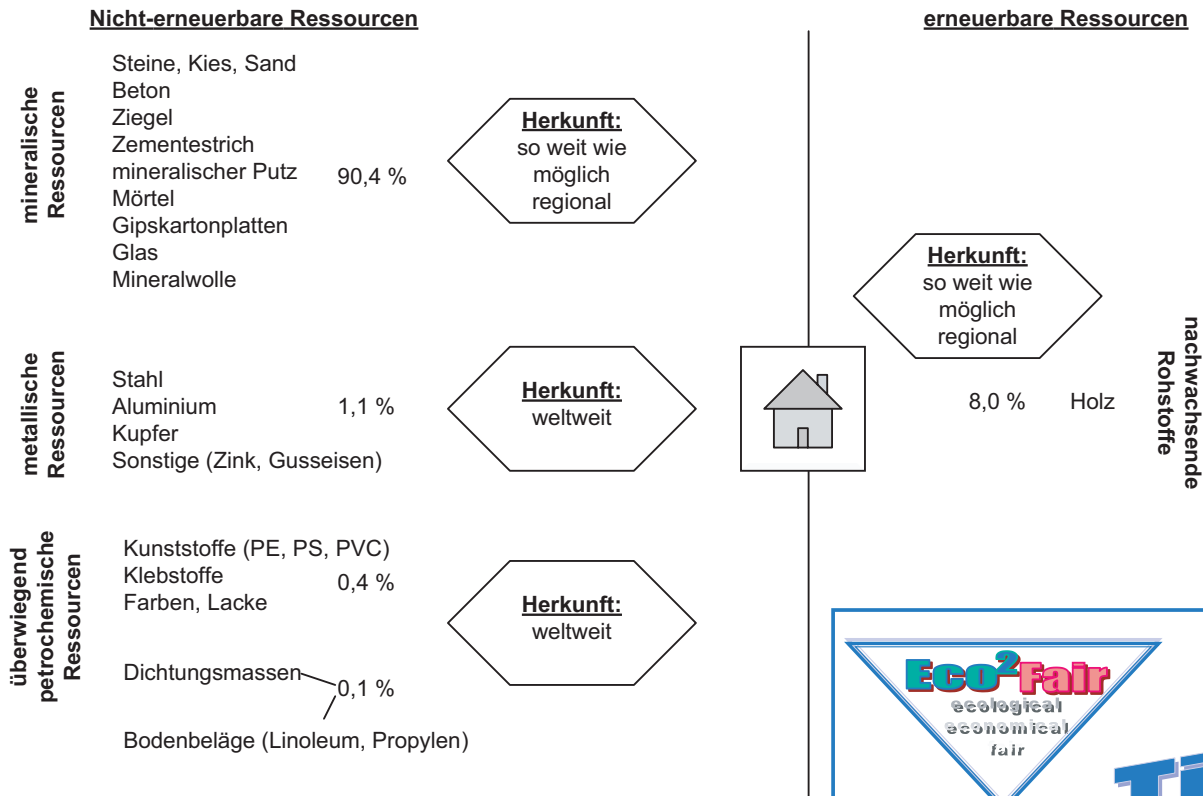 Nicht-erneuerbare Ressourcen
mineralische
Ressourcen
Steine, Kies, Sand
Beton
Ziegel
Zementestrich
mineralischer Putz
Mörtel
Gipskartonplatten
Glas
Mineralwolle
90,4 %
Herkunft:
so weit wie
möglich
regional
metallische
Ressourcen
Stahl
Aluminium
Kupfer
Sonstige (Zink, Gusseisen)
1,1 %
Herkunft:
weltweit
überwiegend
petrochemische
Ressourcen
Kunststoffe (PE, PS, PVC)
Klebstoffe
Farben, Lacke
0,4 %
Dichtungsmassen
0,1 %
Bodenbeläge (Linoleum, Propylen)
Herkunft:
weltweit
erneuerbare Ressourcen
Herkunft:
so weit wie
möglich
regional
8,0 %
Holz
nachwachsende
Rohstoffe
Eco²Fair
ecological
economical
fair